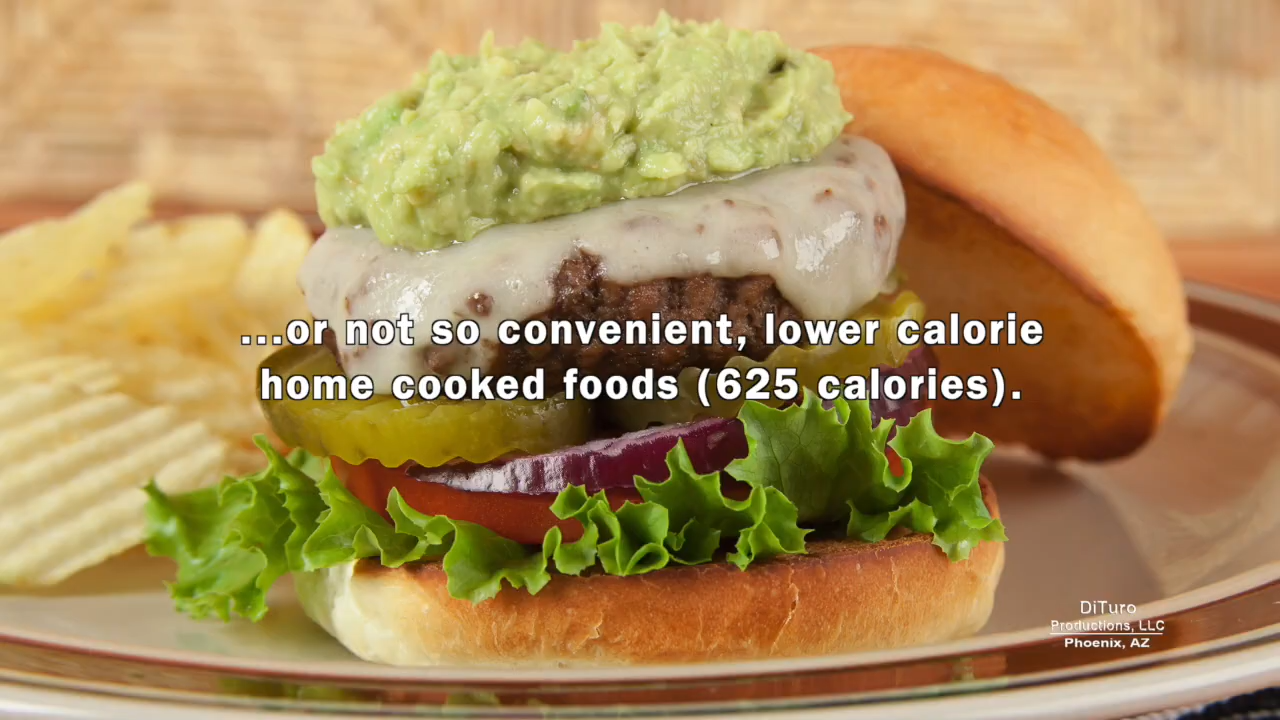 ...or not so convenient, lower calorie
home cooked foods (625 calories).
DiTuro
Productions, LLC
Phoenix, AZ